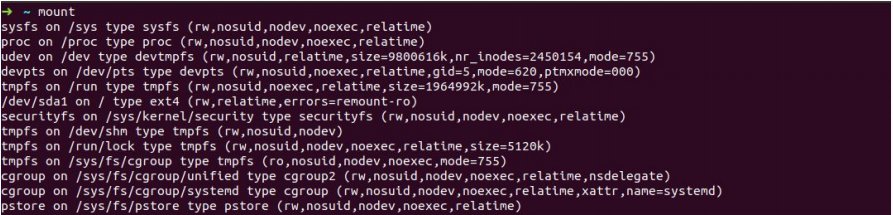 → ~ mount
sysfs on /sys type sysfs (rw,nosuid,nodev,noexec,relatime)
proc on /proc type proc (rw,nosuid,nodev,noexec,relatime)
udev on /dev type devtmpfs (rw,nosuid,relatime,size=9800616k,nr_inodes=2450154,mode=755)
devpts on /dev/pts type devpts (rw,nosuid,noexec,relatime,gid=5,mode=620,ptmxmode=000)
tmpfs on /run type tmpfs (rw,nosuid,noexec,relatime,size=1964992k,mode=755)
/dev/sda1 on / type ext4 (rw,relatime,errors=remount-ro)
securityfs on /sys/kernel/security type securityfs (rw,nosuid,nodev,noexec,relatime)
tmpfs on /dev/shm type tmpfs (rw,nosuid,nodev)
tmpfs on /run/lock type tmpfs (rw,nosuid,nodev,noexec,relatime,size=5120k)
tmpfs on /sys/fs/cgroup type tmpfs (ro,nosuid,nodev,noexec,mode=755)
cgroup on /sys/fs/cgroup/unified type cgroup2 (rw,nosuid,nodev,noexec,relatime,nsdelegate)
cgroup on /sys/fs/cgroup/systemd type cgroup (rw,nosuid,nodev,noexec,relatime,xattr,name=systemd)
pstore on /sys/fs/pstore type pstore (rw,nosuid,nodev,noexec,relatime)